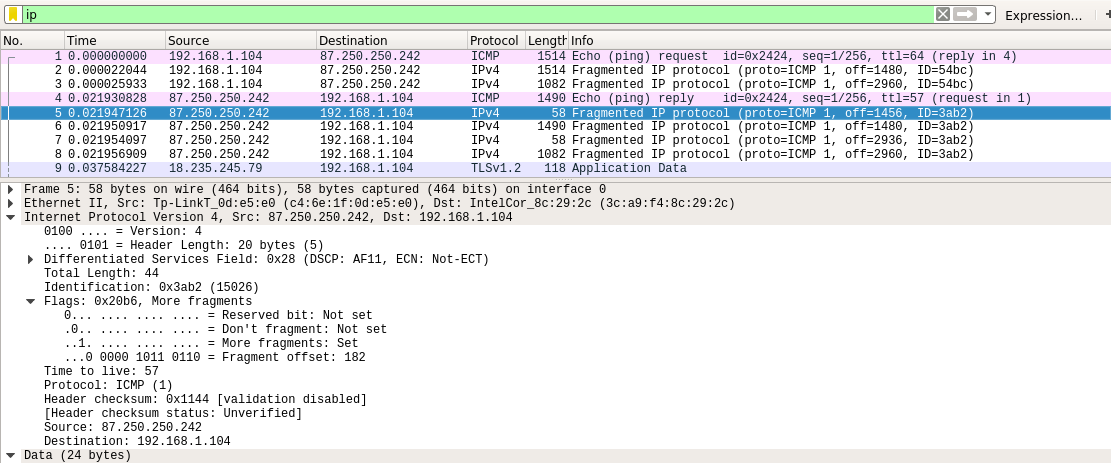 ip Expression... +
No. Time Source Destination Protocol Length Info
1 0.000000000 192.168.1.104 87.250.250.242 ICMP 1514 Echo (ping) request id=0x2424, seq=1/256, ttl=64 (reply in 4)
2 0.000022044 192.168.1.104 87.250.250.242 IPv4 1514 Fragmented IP protocol (proto=ICMP 1, off=1480, ID=54bc)
3 0.000025933 192.168.1.104 87.250.250.242 IPv4 1082 Fragmented IP protocol (proto=ICMP 1, off=2960, ID=54bc)
4 0.021930828 87.250.250.242 192.168.1.104 ICMP 1490 Echo (ping) reply id=0x2424, seq=1/256, ttl=57 (request in 1)
5 0.021947126 87.250.250.242 192.168.1.104 IPv4 58 Fragmented IP protocol (proto=ICMP 1, off=1456, ID=3ab2)
6 0.021950917 87.250.250.242 192.168.1.104 IPv4 1490 Fragmented IP protocol (proto=ICMP 1, off=1480, ID=3ab2)
7 0.021954097 87.250.250.242 192.168.1.104 IPv4 58 Fragmented IP protocol (proto=ICMP 1, off=2936, ID=3ab2)
8 0.021956909 87.250.250.242 192.168.1.104 IPv4 1082 Fragmented IP protocol (proto=ICMP 1, off=2960, ID=3ab2)
9 0.037584227 18.235.245.79 192.168.1.104 TLSv1.2 118 Application Data
Frame 5: 58 bytes on wire (464 bits), 58 bytes captured (464 bits) on interface 0
Ethernet II, Src: Tp-LinkT_0d:e5:e0 (c4:6e:1f:0d:e5:e0), Dst: IntelCor_8c:29:2c (3c:a9:f4:8c:29:2c)
Internet Protocol Version 4, Src: 87.250.250.242, Dst: 192.168.1.104
0100 .... = Version: 4
.... 0101 = Header Length: 20 bytes (5)
Differentiated Services Field: 0x28 (DSCP: AF11, ECN: Not-ECT)
Total Length: 44
Identification: 0x3ab2 (15026)
Flags: 0x20b6, More fragments
0... .... .... .... = Reserved bit: Not set
.0.. .... .... .... = Don't fragment: Not set
..1. .... .... .... = More fragments: Set
...0 0000 1011 0110 = Fragment offset: 182
Time to live: 57
Protocol: ICMP (1)
Header checksum: 0x1144 [validation disabled]
[Header checksum status: Unverified]
Source: 87.250.250.242
Destination: 192.168.1.104
Data (24 bytes)